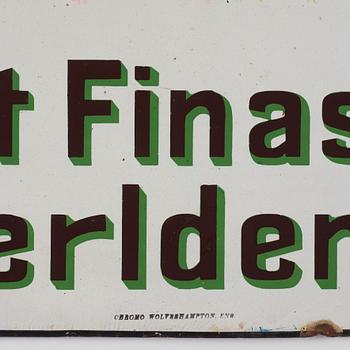 t Finas
erlden
CHROMO WOLVERHAMPTON, ENG.